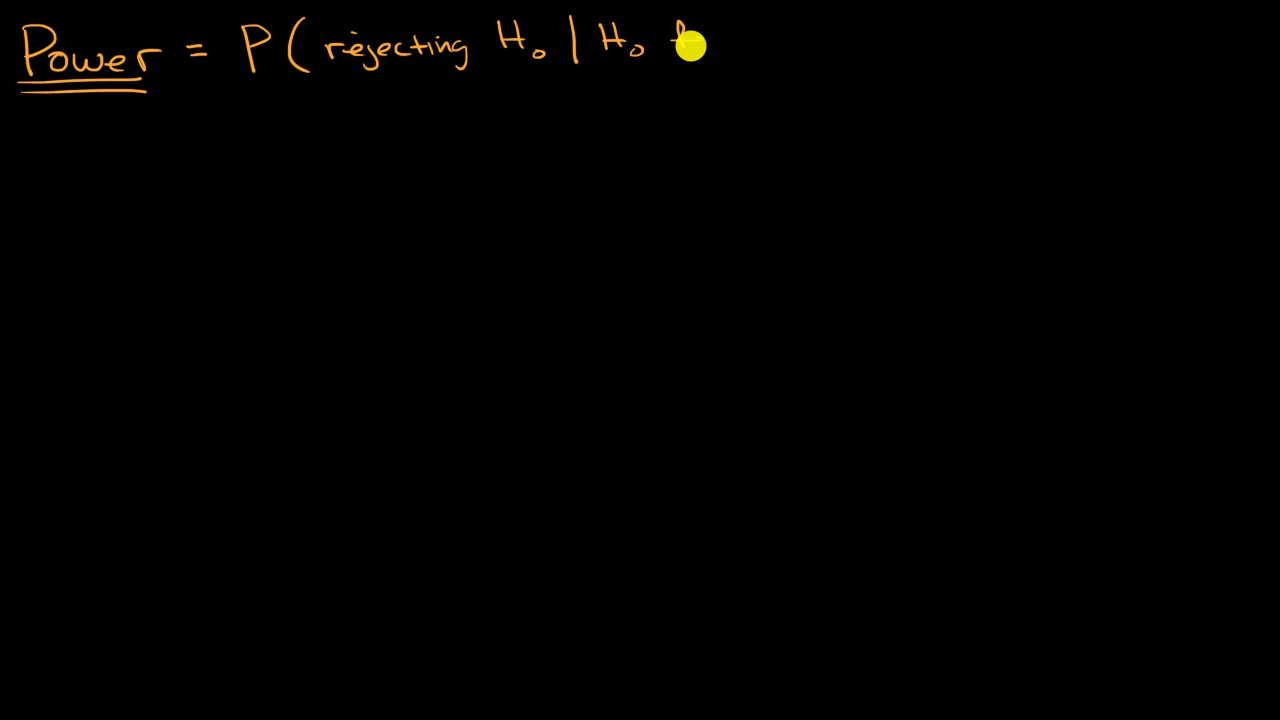 Power = P ( rejecting H₀ | H₀